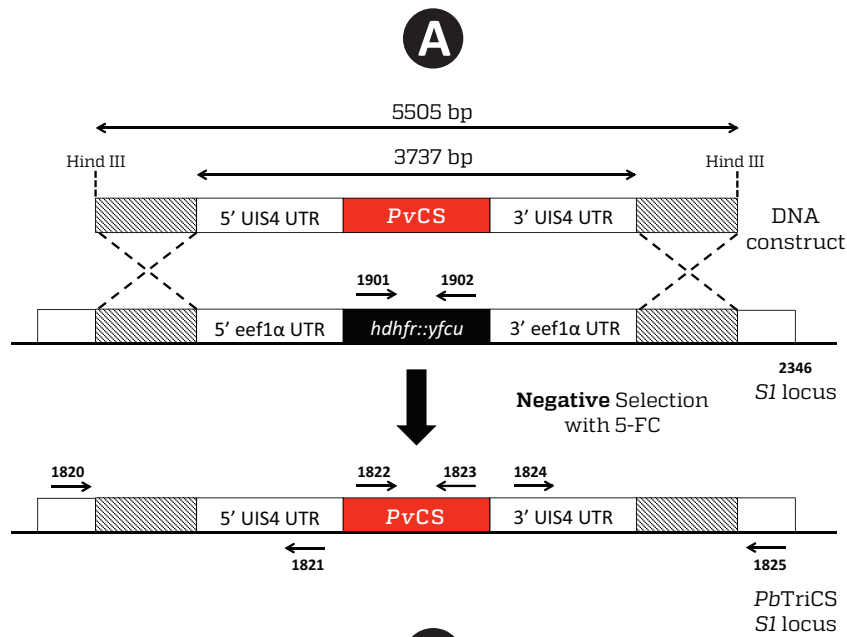 A
5505 bp
3737 bp
Hind III
Hind III
5' UIS4 UTR
PvCS
3' UIS4 UTR
DNA
construct
1901
1902
5' eef1α UTR
hdhfr::yfcu
3' eef1α UTR
2346
S1 locus
Negative Selection
with 5-FC
1820
1822
1823
1824
5' UIS4 UTR
PvCS
3' UIS4 UTR
1821
1825
PbTriCS
S1 locus